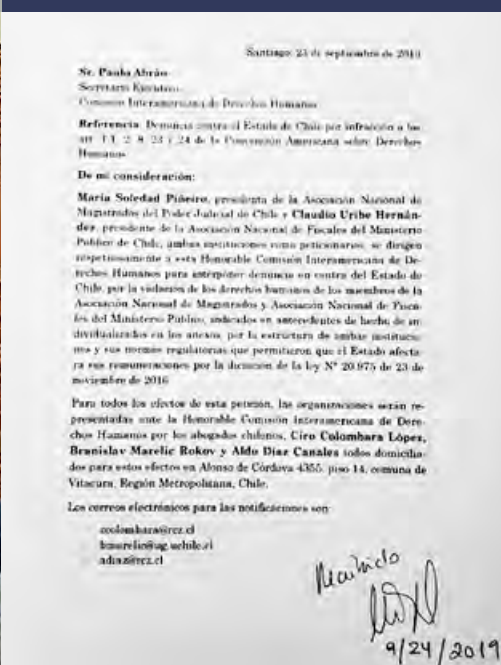 Santiago, 23 de septiembre de 2019
Sr. Paulo Abrão
Secretario Ejecutivo
Comisión Interamericana de Derechos Humanos
Referencia: Denuncia contra el Estado de Chile por infracción a los
art. 1.1, 2, 8, 23 y 24 de la Convención Americana sobre Derechos
Humanos
De mi consideración:
María Soledad Piñeiro, presidenta de la Asociación Nacional de
Magistrados del Poder Judicial de Chile y Claudio Uribe Hernán-
dez, presidente de la Asociación Nacional de Fiscales del Ministerio
Público de Chile, ambas instituciones como peticionarios, se dirigen
respetuosamente a esta Honorable Comisión Interamericana de De-
rechos Humanos para interponer denuncia en contra del Estado de
Chile, por la violación de los derechos humanos de los miembros de la
Asociación Nacional de Magistrados y Asociación Nacional de Fisca-
les del Ministerio Público, indicados en antecedentes de hecho, de in-
dividualizados en los anexos, por la estructura de ambas institucio-
nes y sus normas regulatorias que permitieron que el Estado afecta-
ra sus remuneraciones por la dictación de la ley N° 20.975 de 23 de
noviembre de 2016
Para todos los efectos de esta petición, las organizaciones serán re-
presentadas ante la Honorable Comisión Interamericana de Dere-
chos Humanos por los abogados chilenos, Ciro Colombara López,
Branislav Marelic Rokov y Aldo Díaz Canales todos domicilia-
dos para estos efectos en Alonso de Córdova 4355, piso 14, comuna de
Vitacura, Región Metropolitana, Chile.
Los correos electrónicos para las notificaciones son
ccolombara@rcz.cl
bmarelic@ug.uchile.cl
adiaz@rcz.cl
Recibido
9/24/2019